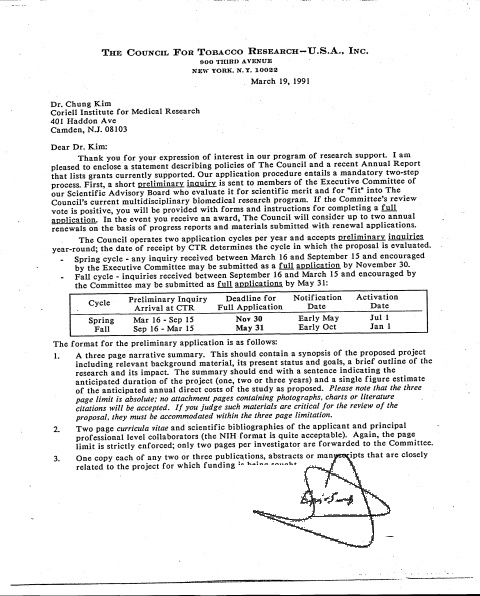 THE COUNCIL FOR TOBACCO RESEARCH—U.S.A., INC.
900 THIRD AVENUE
NEW YORK, N.Y. 10022
March 19, 1991
Dr. Chung Kim
Coriell Institute for Medical Research
401 Haddon Ave
Camden, N.J. 08103
Dear Dr. Kim:
Thank you for your expression of interest in our program of research support. I am
pleased to enclose a statement describing policies of The Council and a recent Annual Report
that lists grants currently supported. Our application procedure entails a mandatory two-step
process. First, a short preliminary inquiry is sent to members of the Executive Committee of
our Scientific Advisory Board who evaluate it for scientific merit and for "fit" into The
Council's current multidisciplinary biomedical research program. If the Committee's review
vote is positive, you will be provided with forms and instructions for completing a full
application. In the event you receive an award, The Council will consider up to two annual
renewals on the basis of progress reports and materials submitted with renewal applications.
The Council operates two application cycles per year and accepts preliminary inquiries
year-round; the date of receipt by CTR determines the cycle in which the proposal is evaluated.
- Spring cycle - any inquiry received between March 16 and September 15 and encouraged
by the Executive Committee may be submitted as a full application by November 30.
- Fall cycle - inquiries received between September 16 and March 15 and encouraged by
the Committee may be submitted as full applications by May 31:
Cycle Preliminary Inquiry Arrival at CTR Deadline for Full Application Notification Date Activation Date
Spring Mar 16 - Sep 15 Nov 30 Early May Jul 1
Fall Sep 16 - Mar 15 May 31 Early Oct Jan 1
The format for the preliminary application is as follows:
1. A three page narrative summary. This should contain a synopsis of the proposed project
including relevant background material, its present status and goals, a brief outline of the
research and its impact. The summary should end with a sentence indicating the
anticipated duration of the project (one, two or three years) and a single figure estimate
of the anticipated annual direct costs of the study as proposed. Please note that the three
page limit is absolute; no attachment pages containing photographs, charts or literature
citations will be accepted. If you judge such materials are critical for the review of the
proposal, they must be accommodated within the three page limitation.
2. Two page curricula vitae and scientific bibliographies of the applicant and principal
professional level collaborators (the NIH format is quite acceptable). Again, the page
limit is strictly enforced; only two pages per investigator are forwarded to the Committee.
3. One copy each of any two or three publications, abstracts or manuscripts that are closely
related to the project for which funding is being sought.